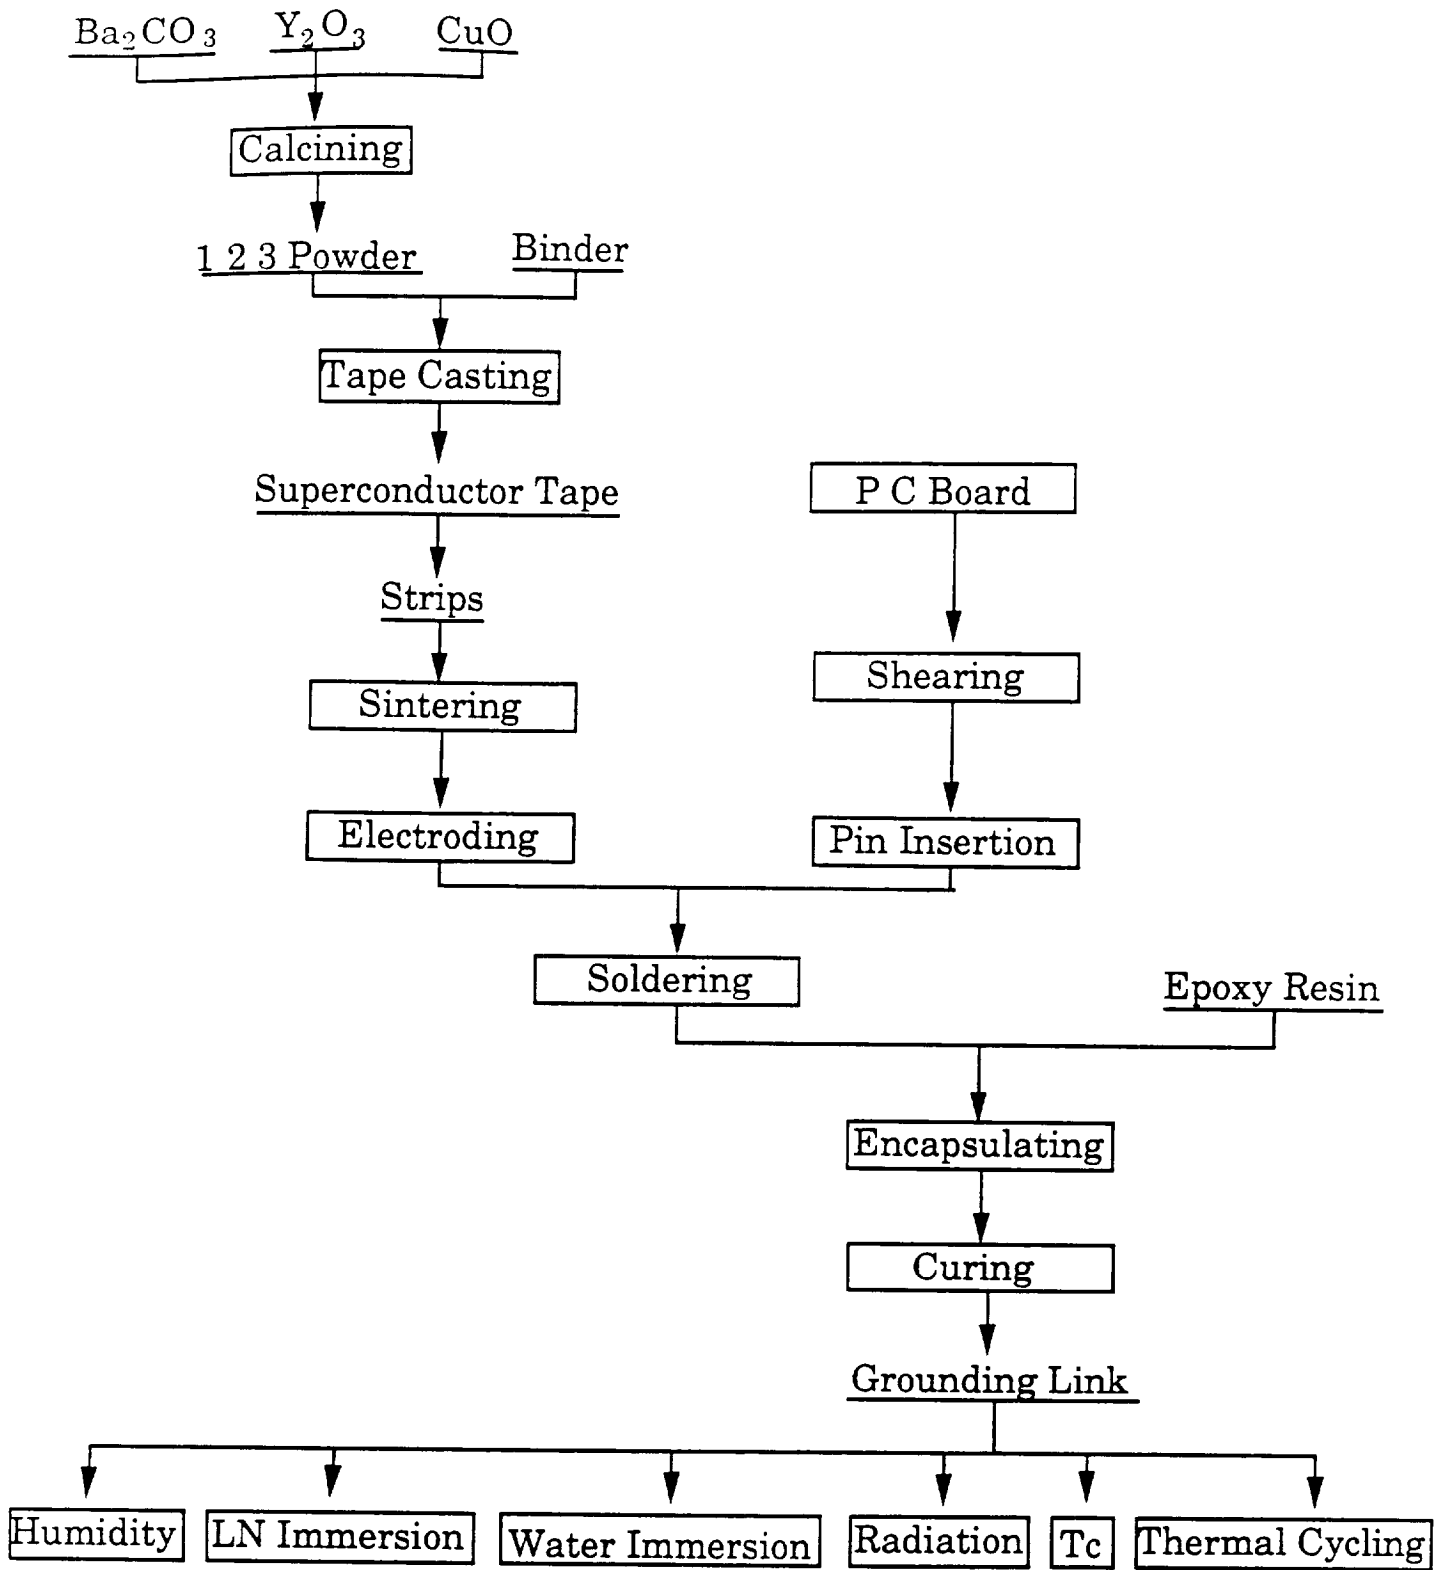 Ba₂CO₃ Y₂O₃ CuO
Calcining
1 2 3 Powder Binder
Tape Casting
Superconductor Tape P C Board
Strips
Shearing
Sintering
Electroding Pin Insertion
Soldering
Epoxy Resin
Encapsulating
Curing
Grounding Link
Humidity LN Immersion Water Immersion Radiation Tc Thermal Cycling